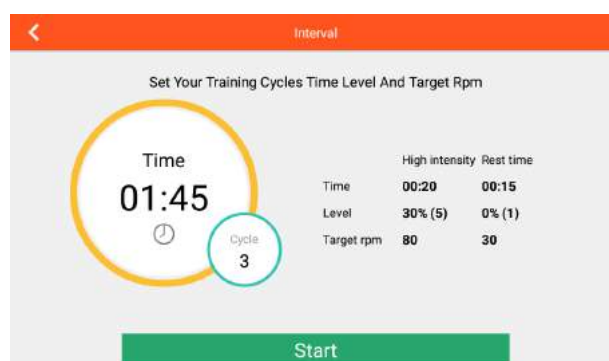 Interval
Set Your Training Cycles Time Level And Target Rpm
Time
01:45
Cycle
3
High intensity Rest time
Time 00:20 00:15
Level 30% (5) 0% (1)
Target rpm 80 30
Start